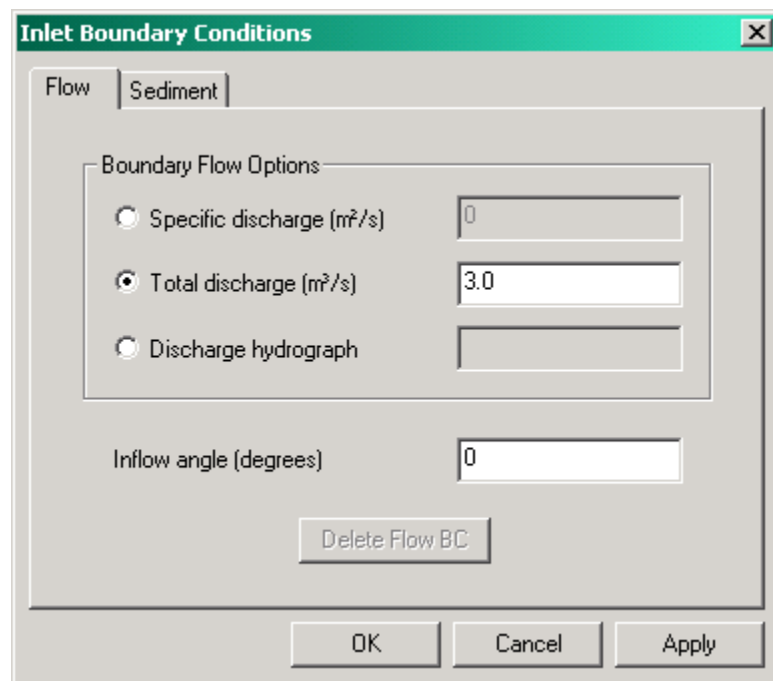 Inlet Boundary Conditions
Flow Sediment
Boundary Flow Options
Specific discharge (m²/s) 0
Total discharge (m³/s) 3.0
Discharge hydrograph
Inflow angle (degrees) 0
Delete Flow BC
OK Cancel Apply